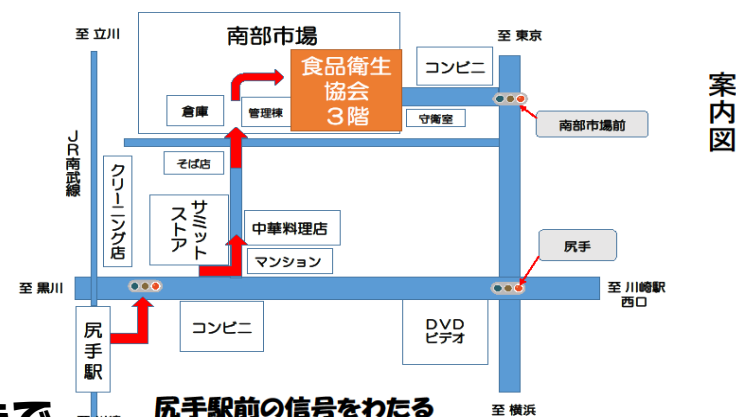 案内図
至 立川
南部市場
至 東京
食品衛生
協会
3階
コンビニ
倉庫
管理棟
守衛室
南部市場前
JR南武線
そば店
クリーニング店
サミット
ストア
中華料理店
マンション
尻手
至 黒川
至 川崎駅
西口
尻手駅
コンビニ
DVD
ビデオ
至 横浜
尻手駅前の信号をわたる